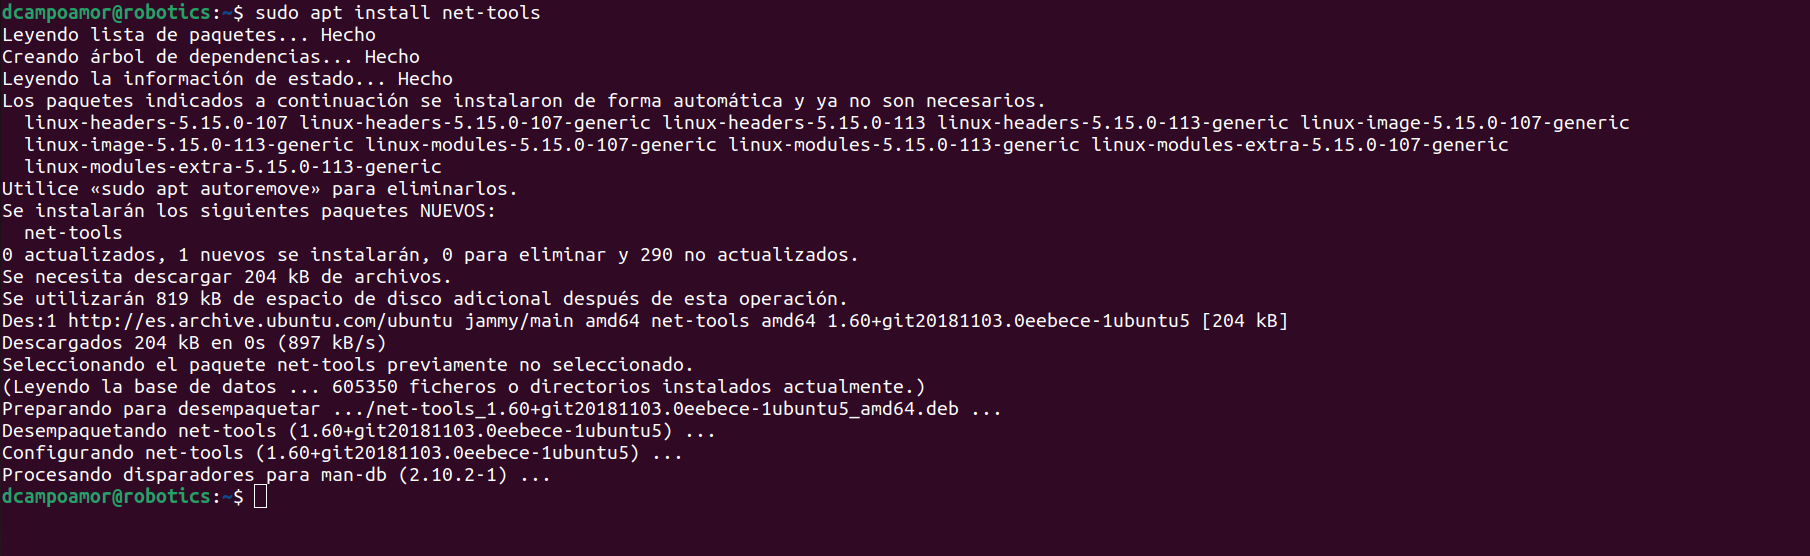 dcampoamor@robotics:~$ sudo apt install net-tools
Leyendo lista de paquetes... Hecho
Creando árbol de dependencias... Hecho
Leyendo la información de estado... Hecho
Los paquetes indicados a continuación se instalaron de forma automática y ya no son necesarios.
  linux-headers-5.15.0-107 linux-headers-5.15.0-107-generic linux-headers-5.15.0-113 linux-headers-5.15.0-113-generic linux-image-5.15.0-107-generic
  linux-image-5.15.0-113-generic linux-modules-5.15.0-107-generic linux-modules-5.15.0-113-generic linux-modules-extra-5.15.0-107-generic
  linux-modules-extra-5.15.0-113-generic
Utilice «sudo apt autoremove» para eliminarlos.
Se instalarán los siguientes paquetes NUEVOS:
  net-tools
0 actualizados, 1 nuevos se instalarán, 0 para eliminar y 290 no actualizados.
Se necesita descargar 204 kB de archivos.
Se utilizarán 819 kB de espacio de disco adicional después de esta operación.
Des:1 http://es.archive.ubuntu.com/ubuntu jammy/main amd64 net-tools amd64 1.60+git20181103.0eebece-1ubuntu5 [204 kB]
Descargados 204 kB en 0s (897 kB/s)
Seleccionando el paquete net-tools previamente no seleccionado.
(Leyendo la base de datos ... 605350 ficheros o directorios instalados actualmente.)
Preparando para desempaquetar .../net-tools_1.60+git20181103.0eebece-1ubuntu5_amd64.deb ...
Desempaquetando net-tools (1.60+git20181103.0eebece-1ubuntu5) ...
Configurando net-tools (1.60+git20181103.0eebece-1ubuntu5) ...
Procesando disparadores para man-db (2.10.2-1) ...
dcampoamor@robotics:~$